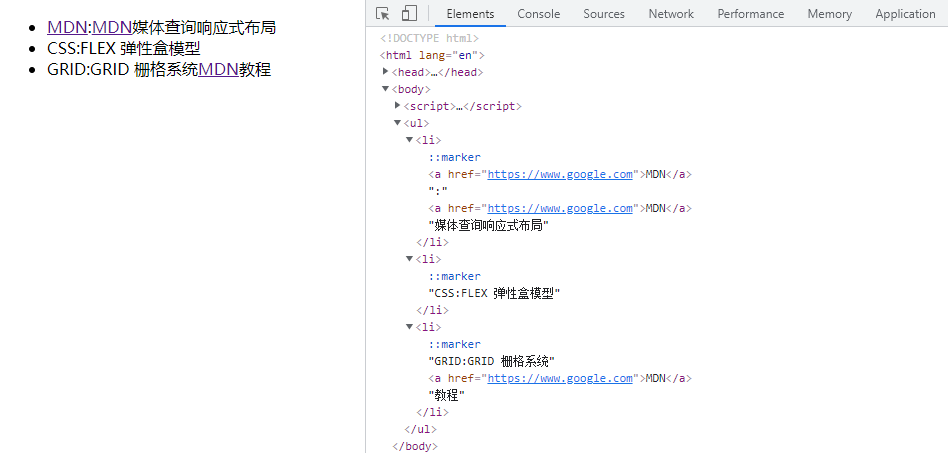 MDN:MDN媒体查询响应式布局
CSS:FLEX 弹性盒模型
GRID:GRID 栅格系统MDN教程
Elements Console Sources Network Performance Memory Application
<!DOCTYPE html>
<html lang="en">
<head>…</head>
<body>
<script>…</script>
<ul>
<li>
::marker
<a href="https://www.google.com">MDN</a>
":"
<a href="https://www.google.com">MDN</a>
"媒体查询响应式布局"
</li>
<li>
::marker
"CSS:FLEX 弹性盒模型"
</li>
<li>
::marker
"GRID:GRID 栅格系统"
<a href="https://www.google.com">MDN</a>
"教程"
</li>
</ul>
</body>